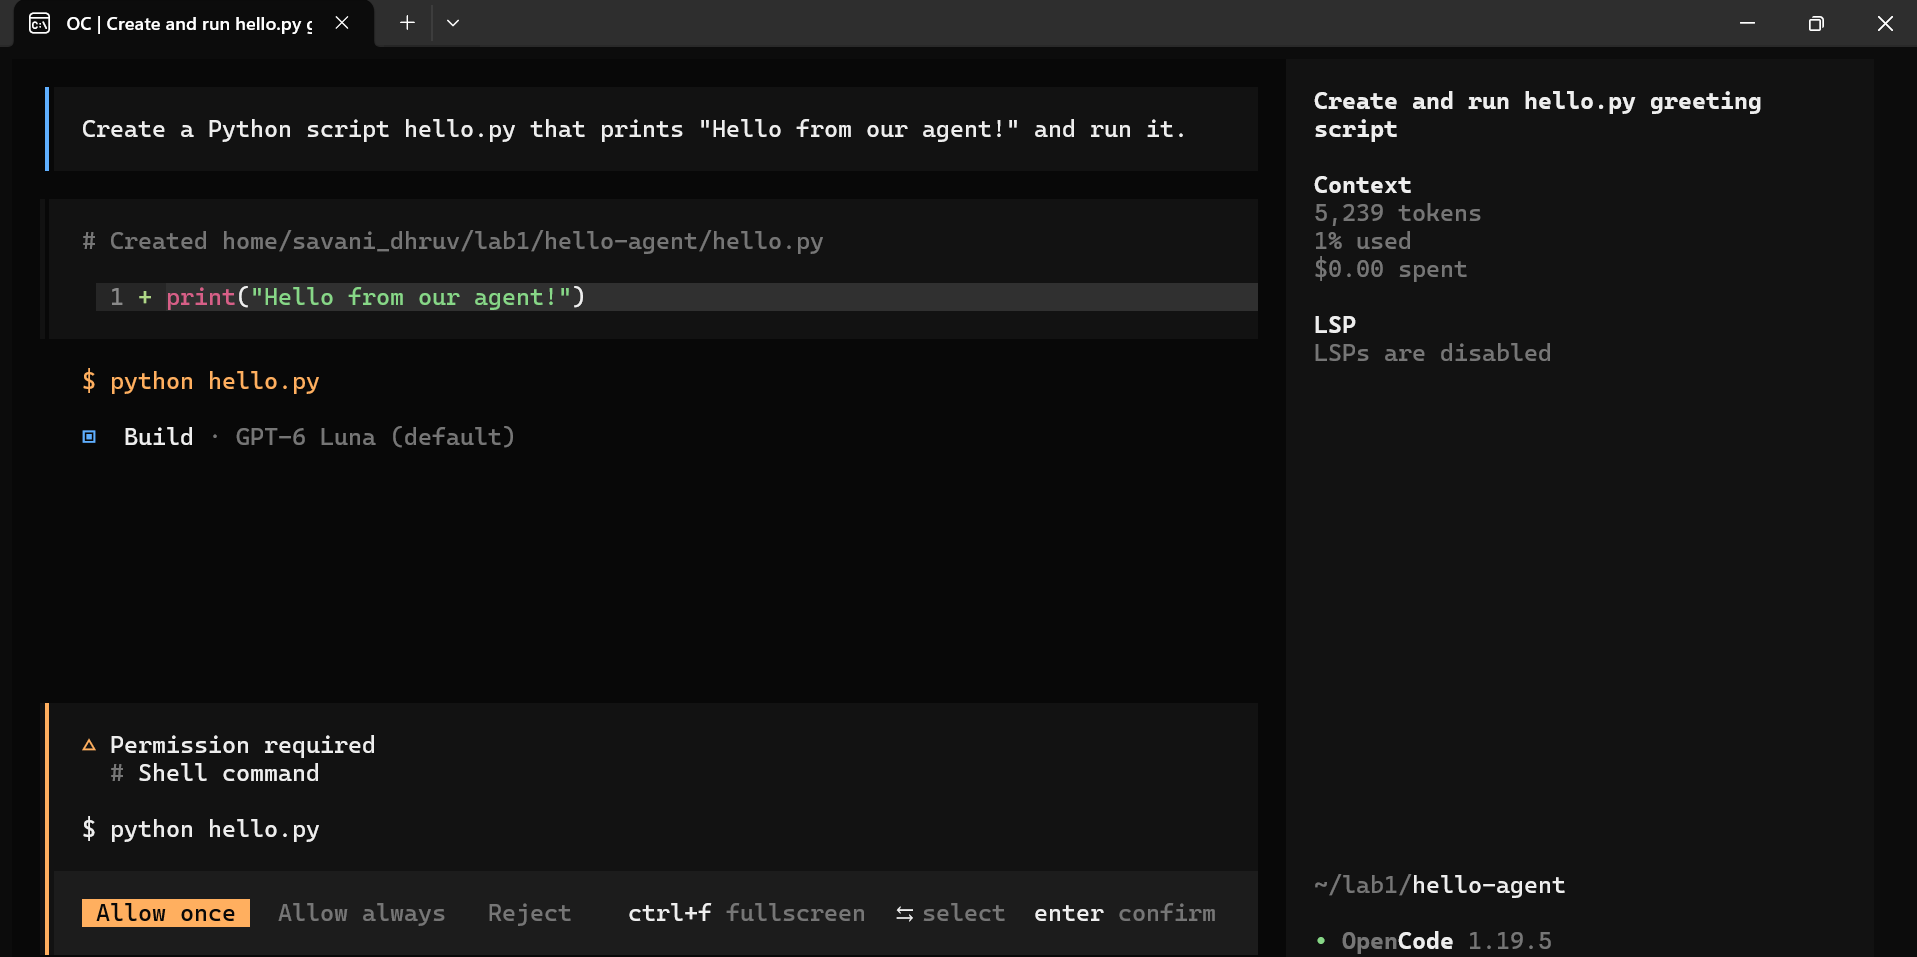 OC | Create and run hello.py g
Create a Python script hello.py that prints "Hello from our agent!" and run it.
# Created home/savani_dhruv/lab1/hello-agent/hello.py
1 + print("Hello from our agent!")
$ python hello.py
Build · GPT-6 Luna (default)
△ Permission required
# Shell command
$ python hello.py
Allow once Allow always Reject ctrl+f fullscreen ⇆ select enter confirm
Create and run hello.py greeting
script
Context
5,239 tokens
1% used
$0.00 spent
LSP
LSPs are disabled
~/lab1/hello-agent
• OpenCode 1.19.5